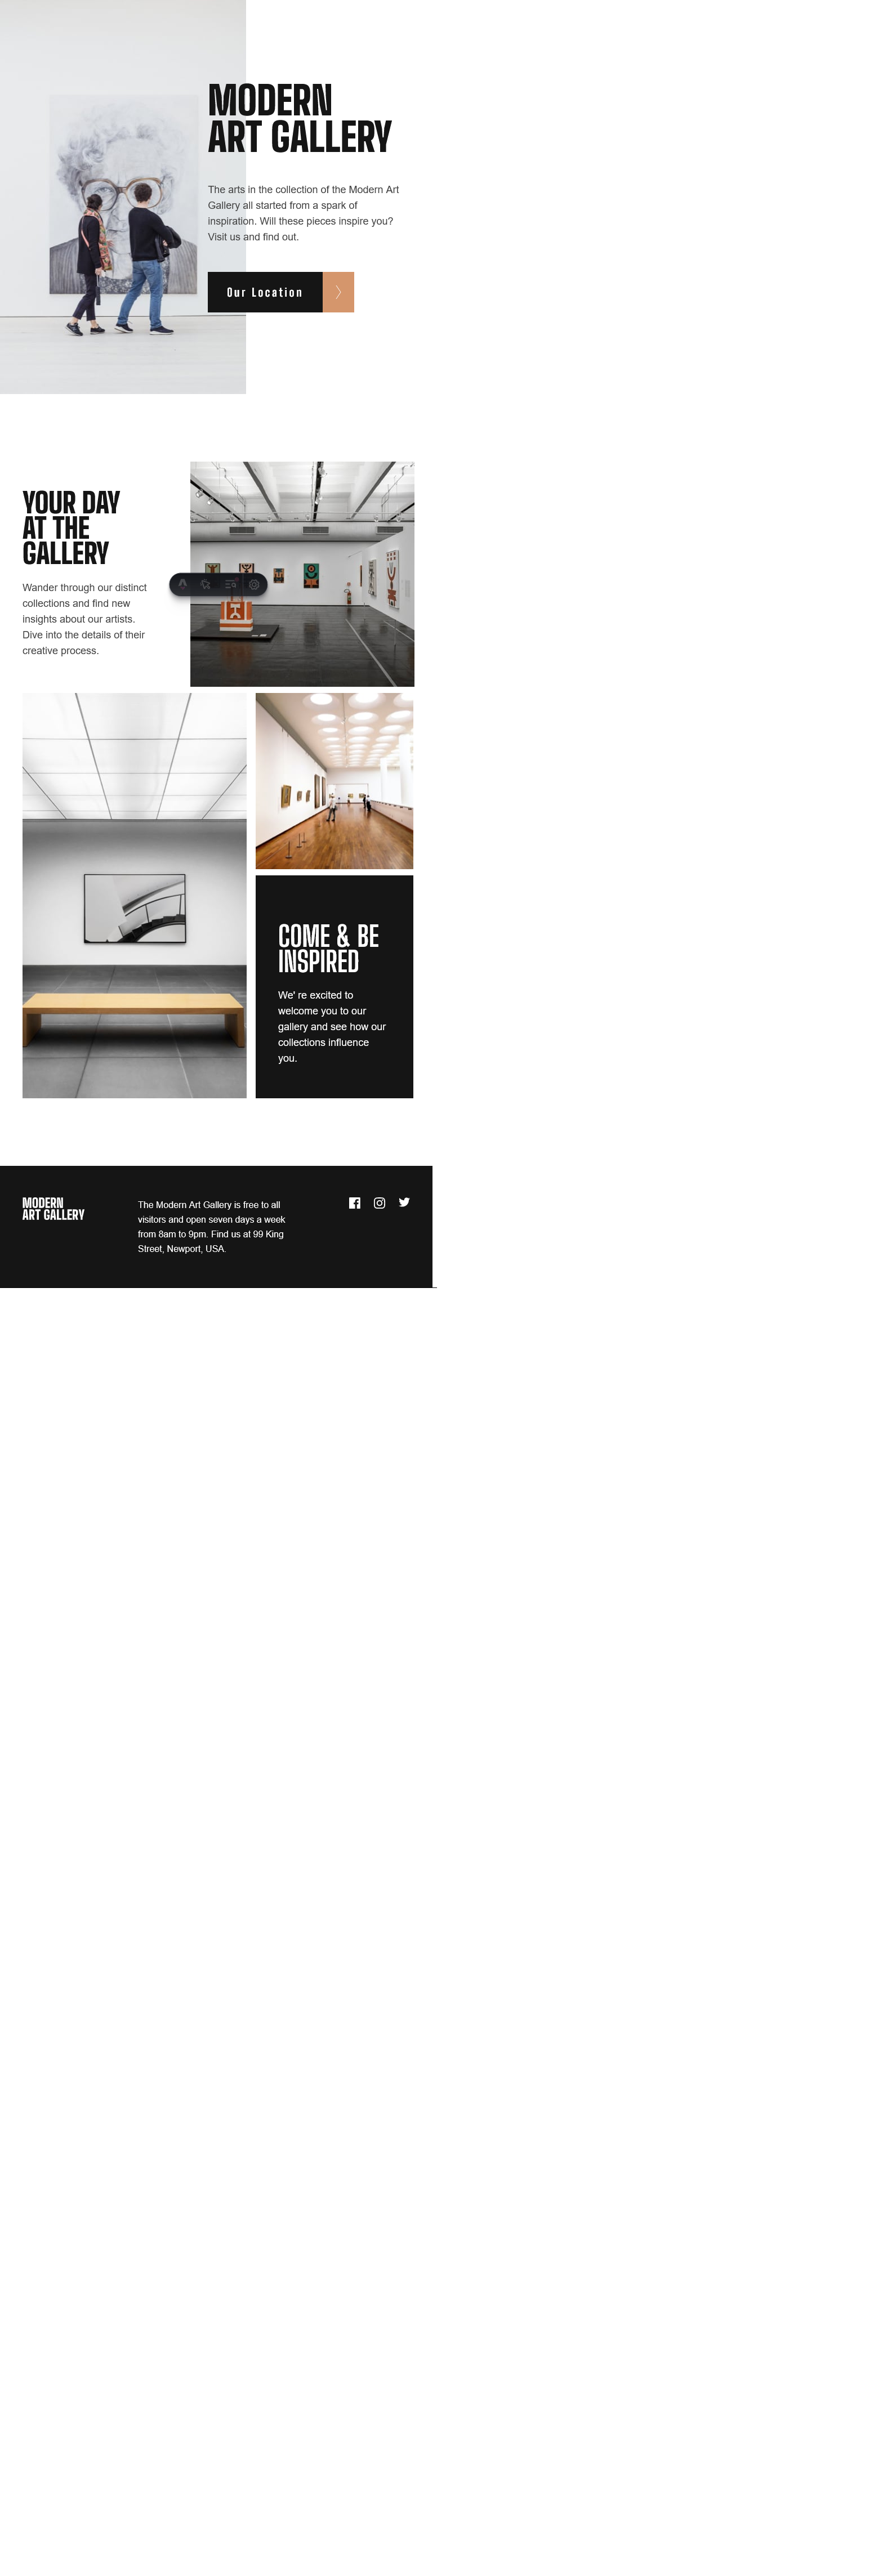 MODERN
ART GALLERY
The arts in the collection of the Modern Art
Gallery all started from a spark of
inspiration. Will these pieces inspire you?
Visit us and find out.
Our Location
YOUR DAY
AT THE
GALLERY
Wander through our distinct
collections and find new
insights about our artists.
Dive into the details of their
creative process.
COME & BE
INSPIRED
We' re excited to
welcome you to our
gallery and see how our
collections influence
you.
MODERN
ART GALLERY
The Modern Art Gallery is free to all
visitors and open seven days a week
from 8am to 9pm. Find us at 99 King
Street, Newport, USA.